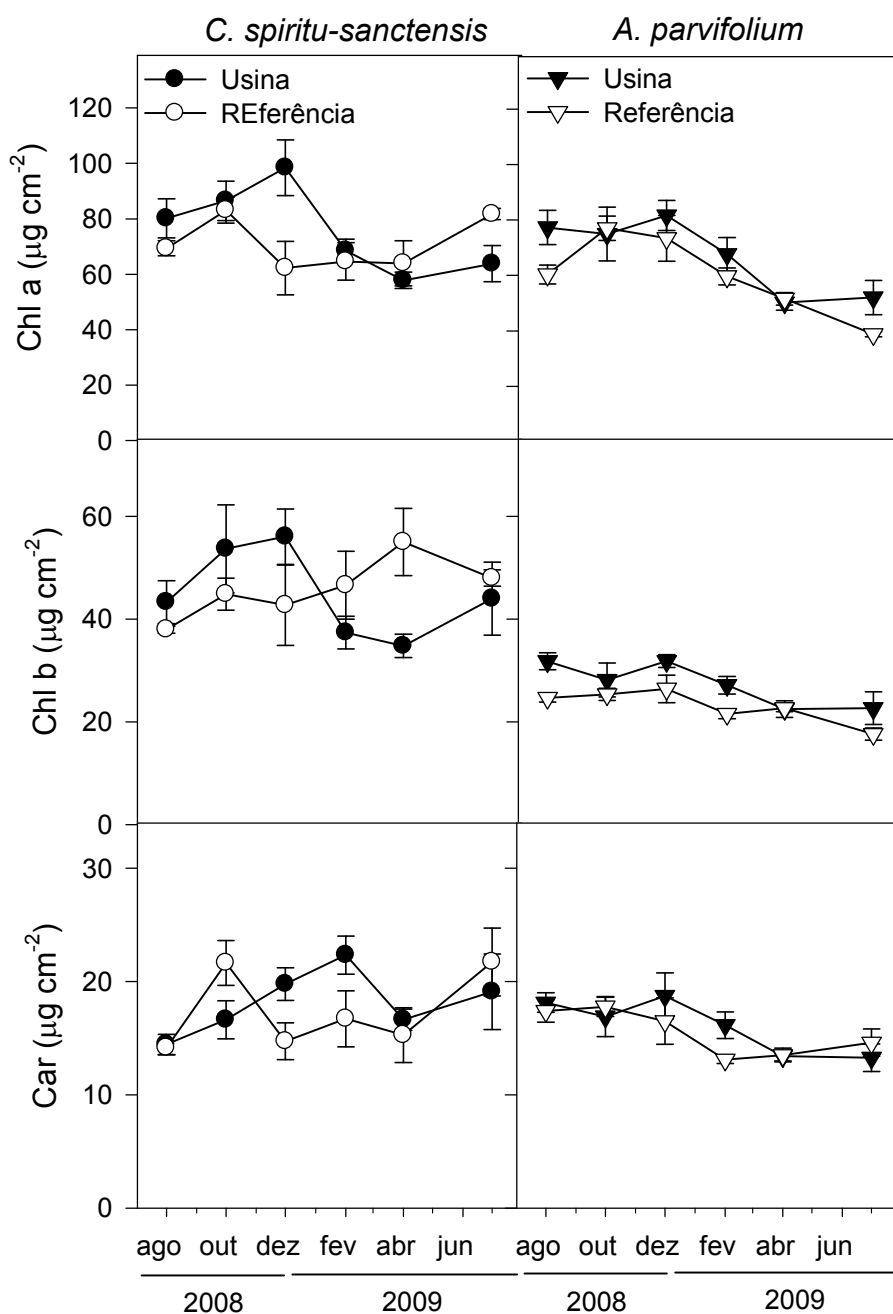 C. spiritu-sanctensis
A. parvifolium
Usina
REferência
Usina
Referência
Chl a (µg cm-2)
120
100
80
60
40
20
0
Chl b (µg cm-2)
60
40
20
0
Car (µg cm-2)
30
20
10
0
ago out dez fev abr jun
ago out dez fev abr jun
2008 2009
2008 2009